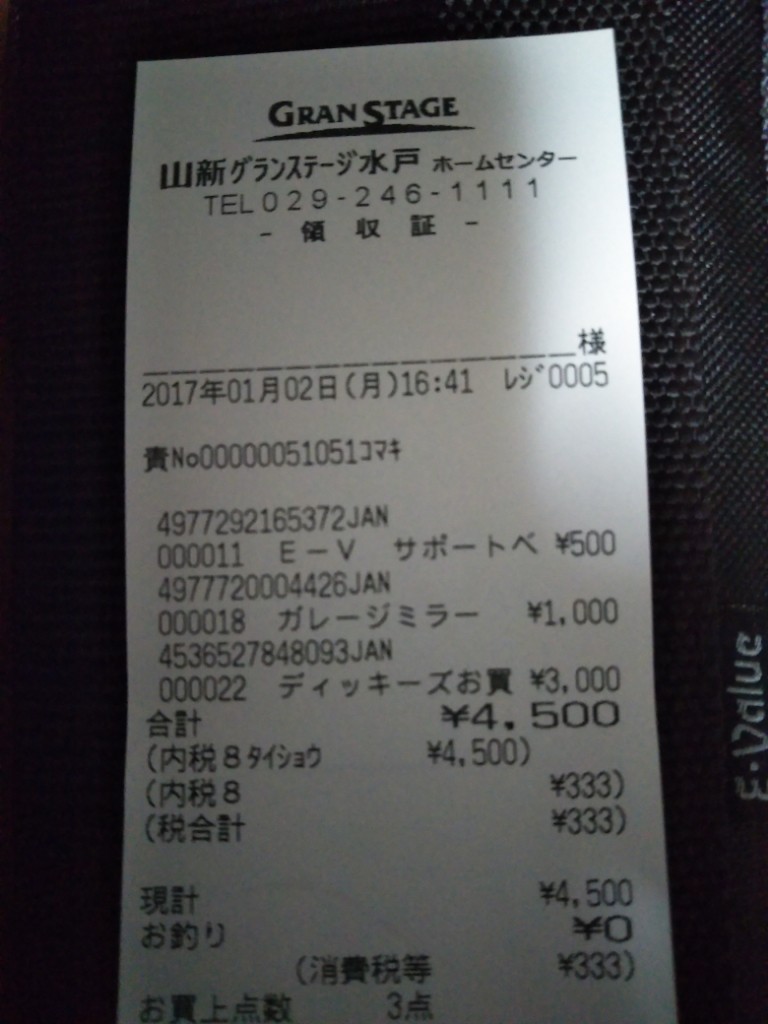 GRAN STAGE
山新グランステージ水戸 ホームセンター
TEL029-246-1111
- 領 収 証 -
様
2017年01月02日(月)16:41 レジ0005
責No00000051051コマキ
4977292165372JAN
000011 E-V サポートベ ¥500
4977720004426JAN
000018 ガレージミラー ¥1,000
4536527848093JAN
000022 ディッキーズお買 ¥3,000
合計 ¥4,500
(内税8タイショウ ¥4,500)
(内税8 ¥333)
(税合計 ¥333)
現計 ¥4,500
お釣り ¥0
(消費税等 ¥333)
お買上点数 3点
E-Value